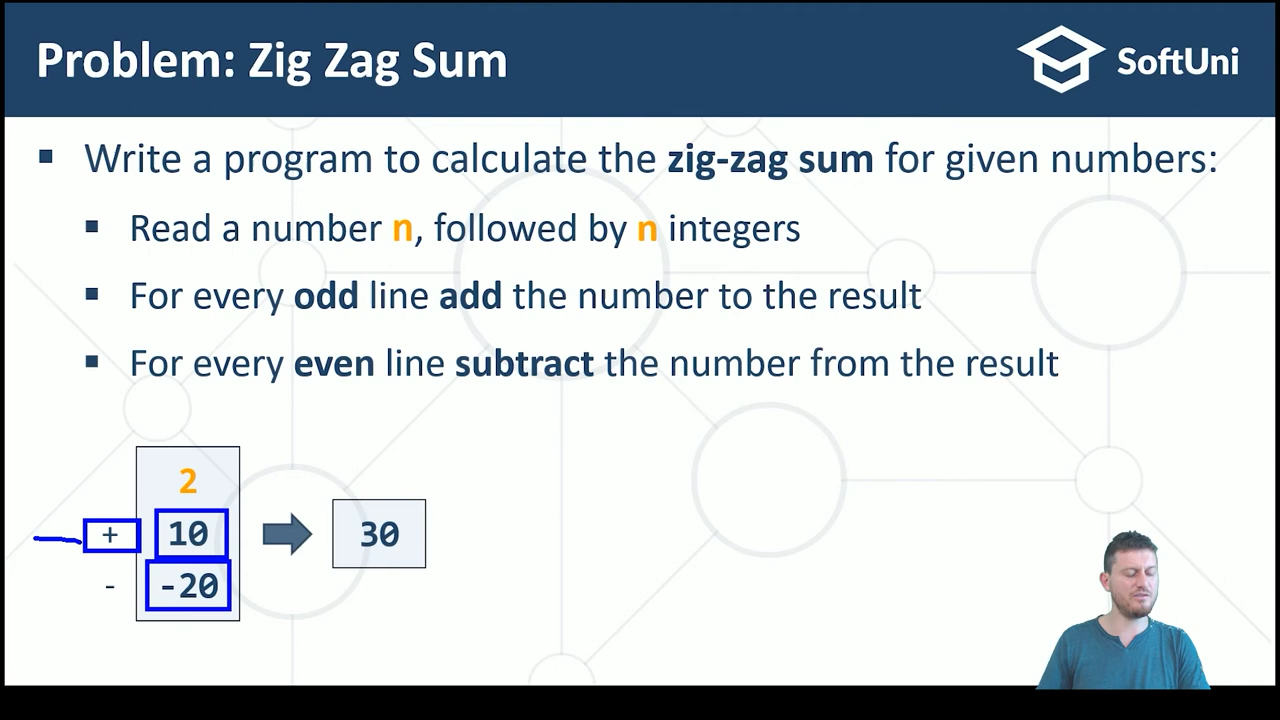 Problem: Zig Zag Sum
SoftUni
▪ Write a program to calculate the zig-zag sum for given numbers:
▪ Read a number n, followed by n integers
▪ For every odd line add the number to the result
▪ For every even line subtract the number from the result
2
+ 10
30
- -20